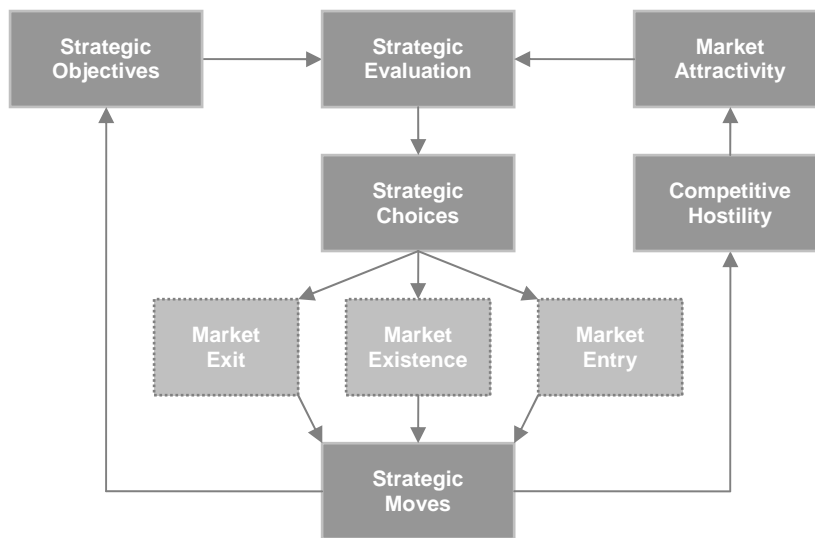 Strategic
Objectives
Strategic
Evaluation
Market
Attractivity
Strategic
Choices
Competitive
Hostility
Market
Exit
Market
Existence
Market
Entry
Strategic
Moves